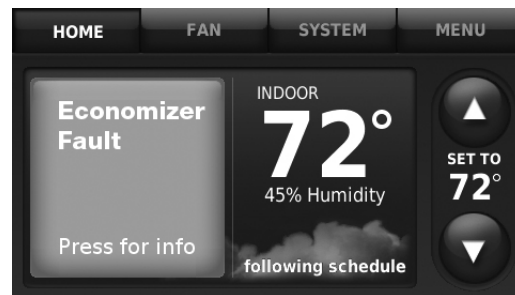 HOME FAN SYSTEM MENU
Economizer
Fault
Press for info
INDOOR
72°
45% Humidity
following schedule
SET TO
72°